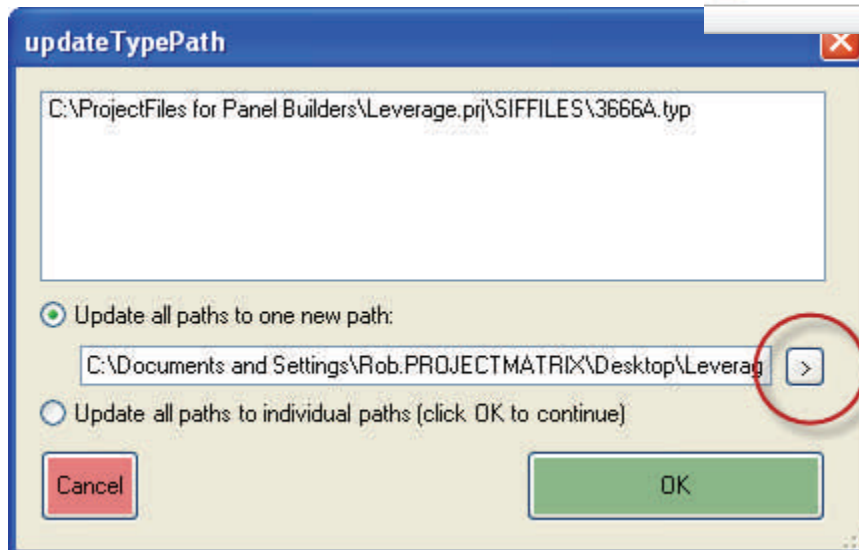 updateTypePath
C:\ProjectFiles for Panel Builders\Leverage.prj\SIFFILES\3666A.typ
Update all paths to one new path:
C:\Documents and Settings\Rob.PROJECTMATRIX\Desktop\Leverag
>
Update all paths to individual paths (click OK to continue)
Cancel
OK